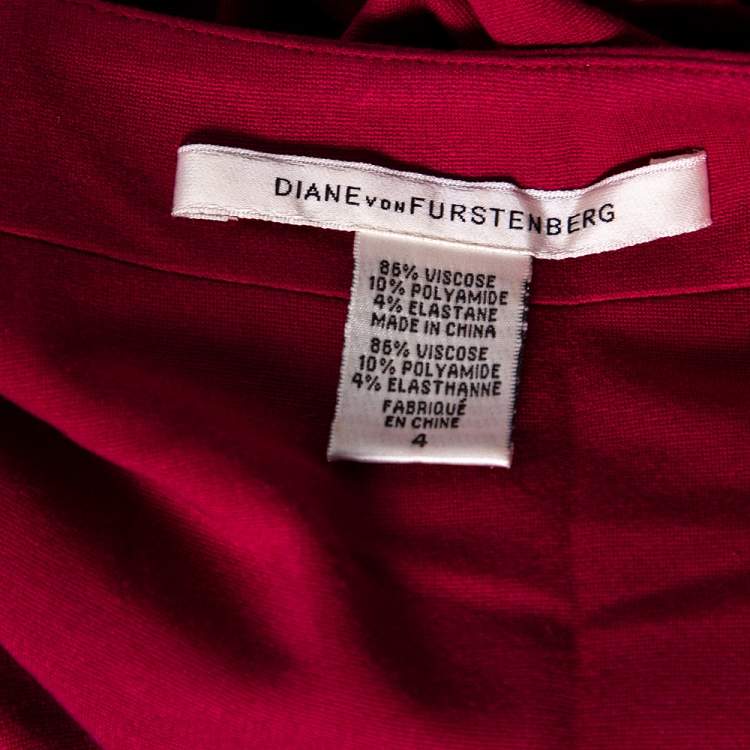 DIANE VON FURSTENBERG
86% VISCOSE
10% POLYAMIDE
4% ELASTANE
MADE IN CHINA
86% VISCOSE
10% POLYAMIDE
4% ELASTHANNE
FABRIQUÉ
EN CHINE
4